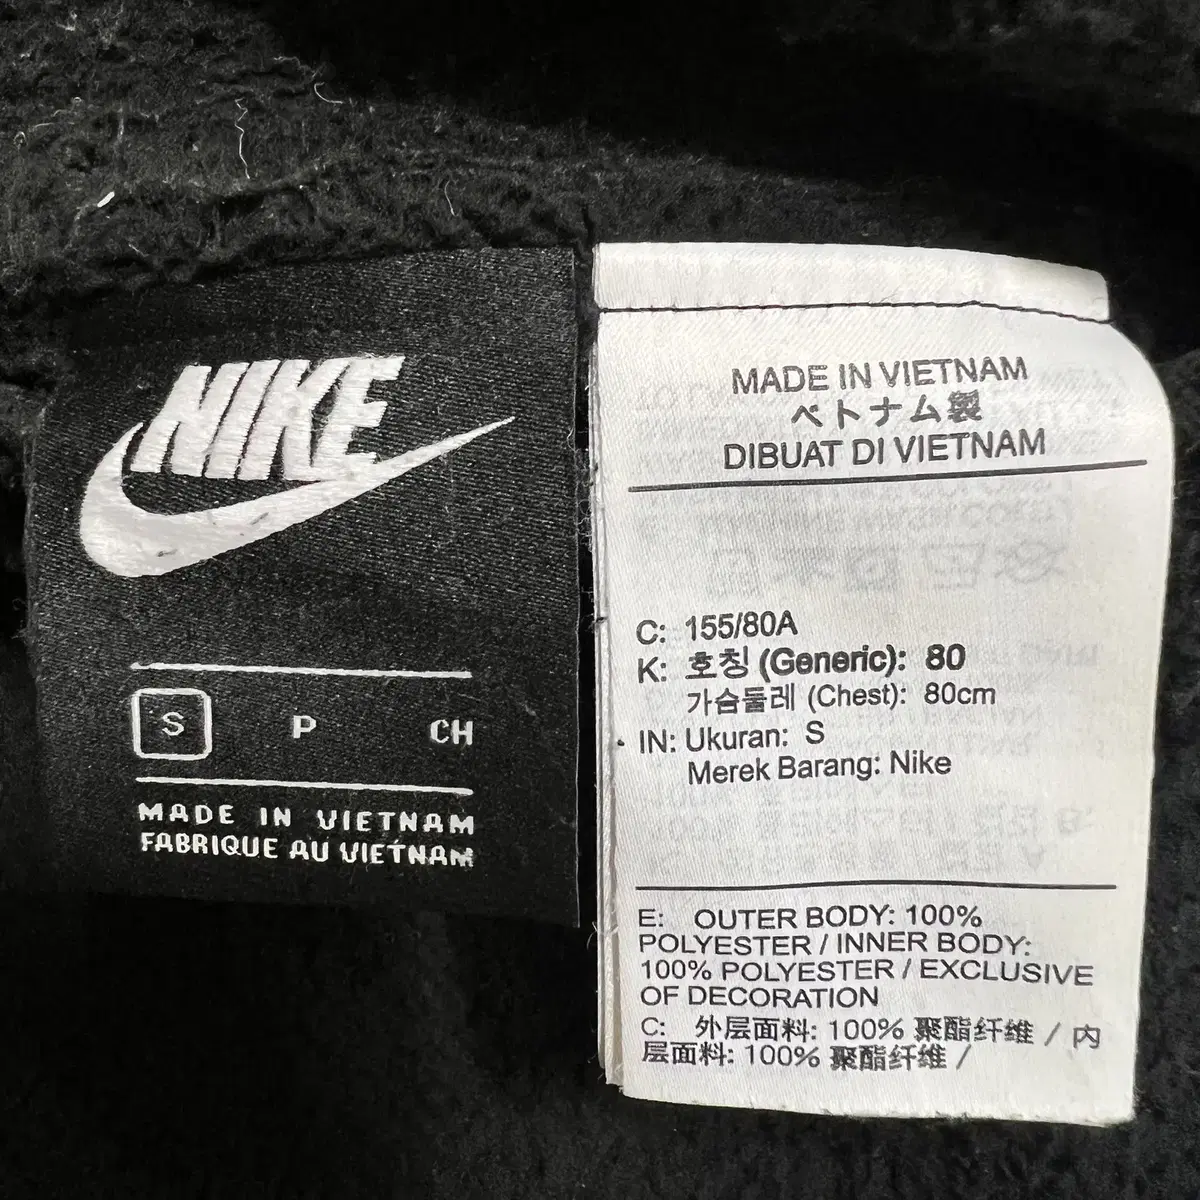 NIKE
S P CH
MADE IN VIETNAM
FABRIQUE AU VIETNAM
MADE IN VIETNAM
ベトナム製
DIBUAT DI VIETNAM
C: 155/80A
K: 호칭 (Generic): 80
가슴둘레 (Chest): 80cm
IN: Ukuran: S
Merek Barang: Nike
E: OUTER BODY: 100%
POLYESTER / INNER BODY:
100% POLYESTER / EXCLUSIVE
OF DECORATION
C: 外层面料: 100% 聚酯纤维 / 内
层面料: 100% 聚酯纤维 /